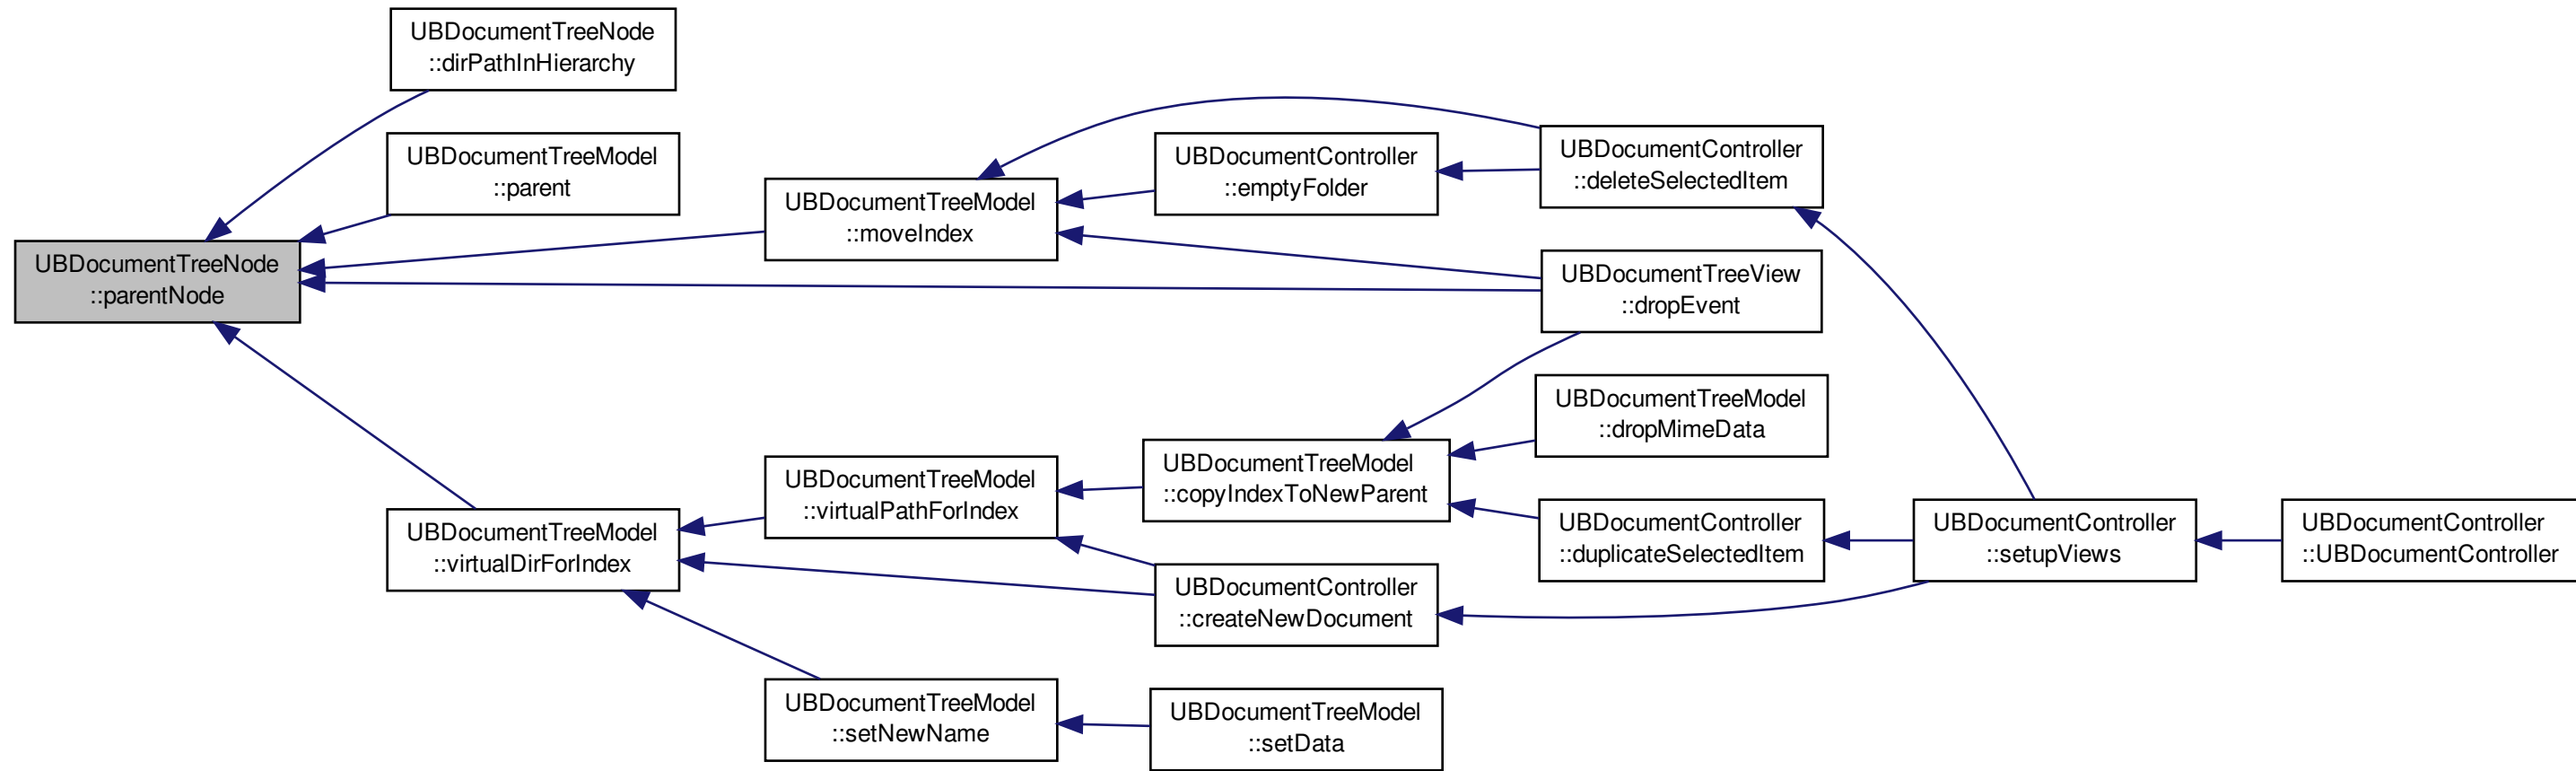 UBDocumentTreeNode
::dirPathInHierarchy
UBDocumentTreeModel
::parent
UBDocumentTreeNode
::parentNode
UBDocumentTreeModel
::moveIndex
UBDocumentController
::emptyFolder
UBDocumentController
::deleteSelectedItem
UBDocumentTreeView
::dropEvent
UBDocumentTreeModel
::dropMimeData
UBDocumentTreeModel
::virtualDirForIndex
UBDocumentTreeModel
::virtualPathForIndex
UBDocumentTreeModel
::copyIndexToNewParent
UBDocumentController
::duplicateSelectedItem
UBDocumentController
::setupViews
UBDocumentController
::UBDocumentController
UBDocumentController
::createNewDocument
UBDocumentTreeModel
::setNewName
UBDocumentTreeModel
::setData